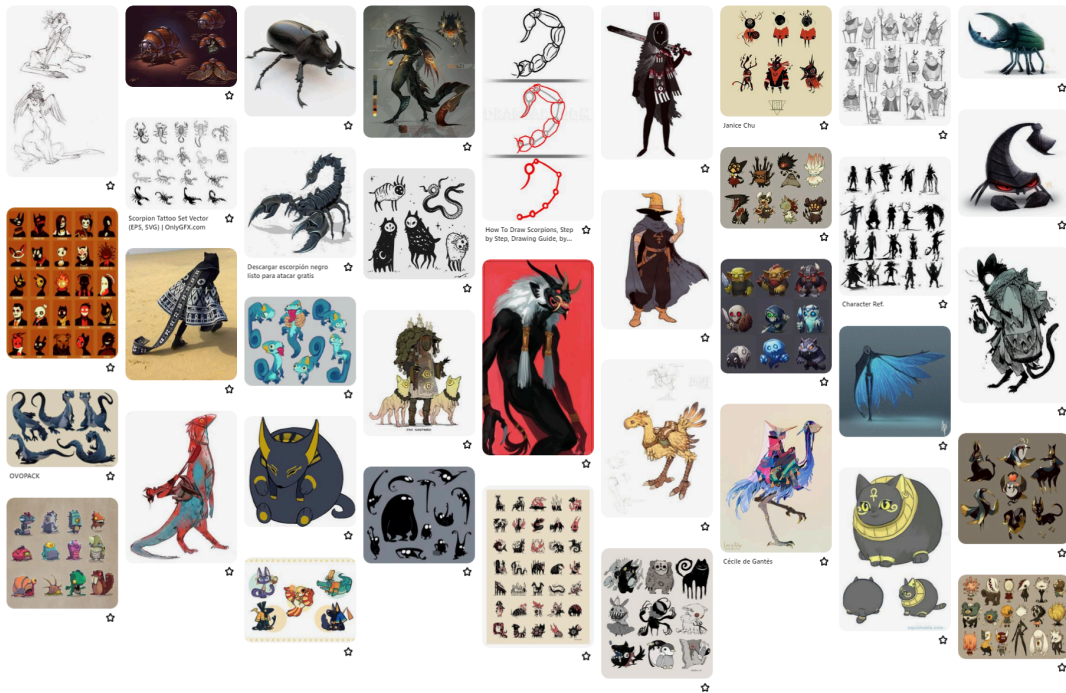 Scorpion Tattoo Set Vector
(EPS, SVG) | OnlyGFX.com
OVOPACK
Descargar escorpión negro
listo para atacar gratis
How To Draw Scorpions, Step
by Step, Drawing Guide, by...
Janice Chu
Cécile de Gantés
Character Ref.